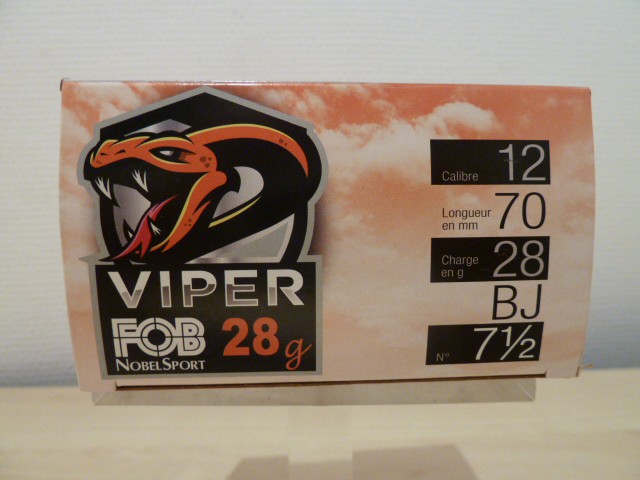 VIPER
FOB 28 g
NOBELSPORT
Calibre 12
Longueur en mm 70
Charge en g 28
BJ
N° 7½